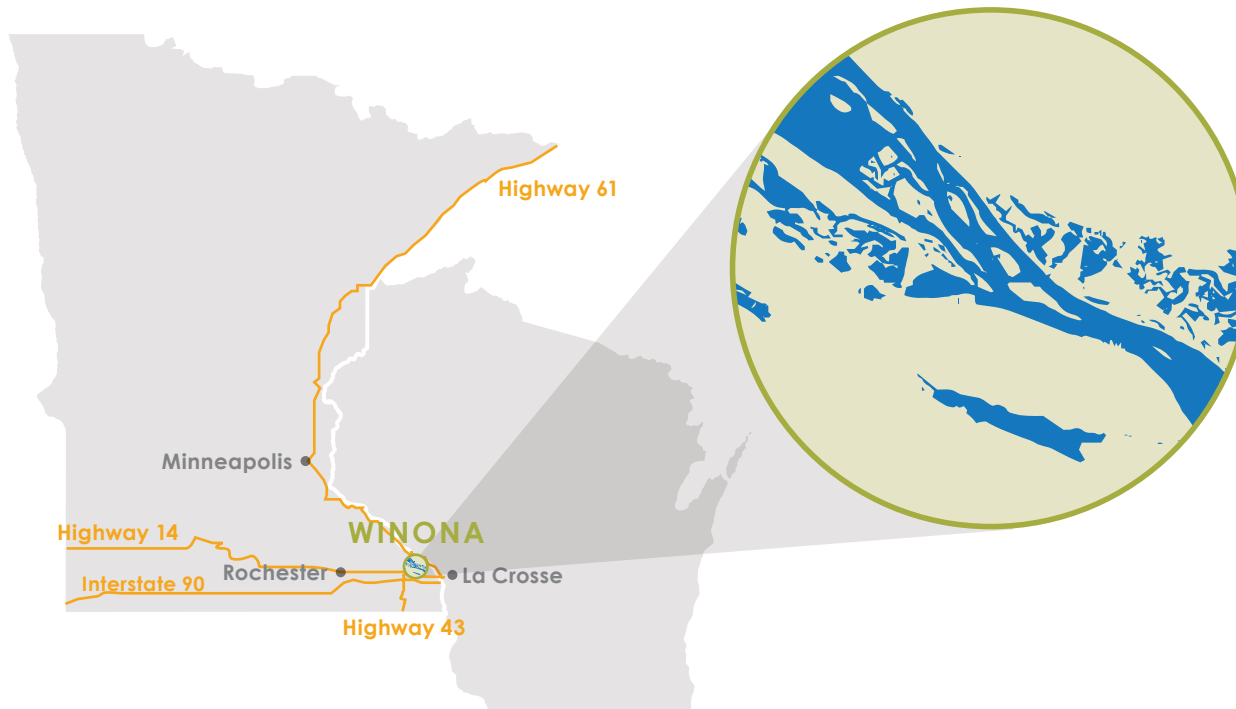 Highway 61
Minneapolis
Highway 14
WINONA
Rochester
La Crosse
Interstate 90
Highway 43